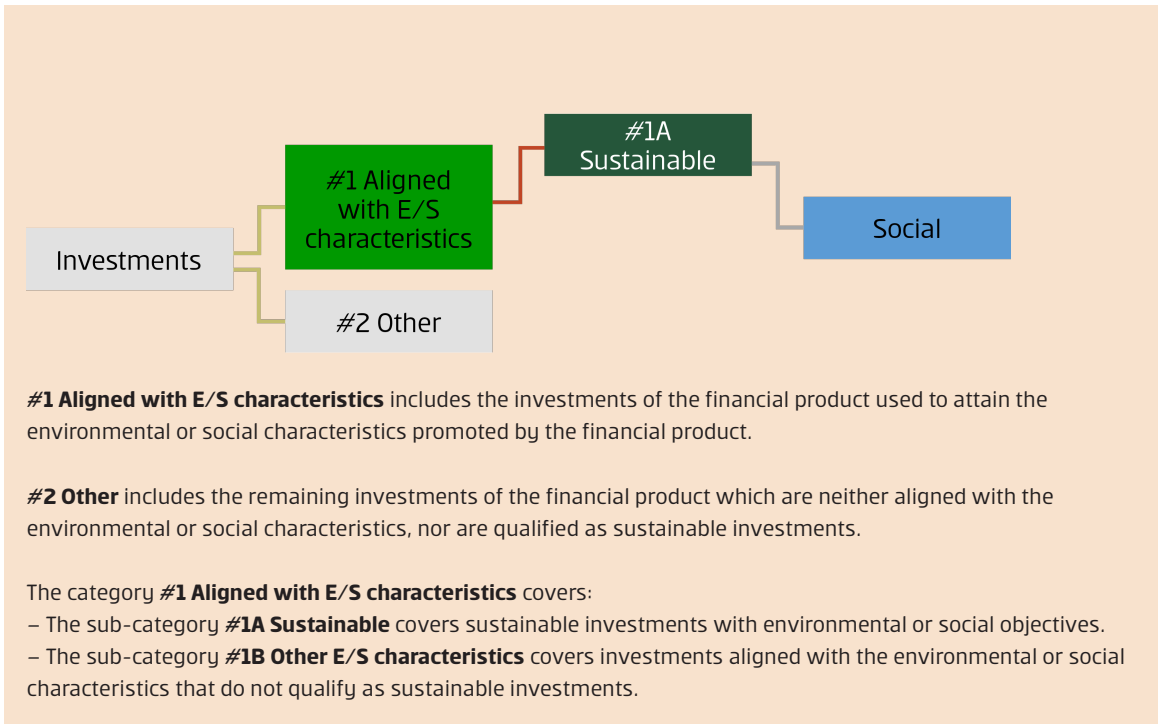 #1A
Sustainable
#1 Aligned
with E/S
characteristics
Social
Investments
#2 Other
#1 Aligned with E/S characteristics includes the investments of the financial product used to attain the
environmental or social characteristics promoted by the financial product.
#2 Other includes the remaining investments of the financial product which are neither aligned with the
environmental or social characteristics, nor are qualified as sustainable investments.
The category #1 Aligned with E/S characteristics covers:
– The sub-category #1A Sustainable covers sustainable investments with environmental or social objectives.
– The sub-category #1B Other E/S characteristics covers investments aligned with the environmental or social
characteristics that do not qualify as sustainable investments.